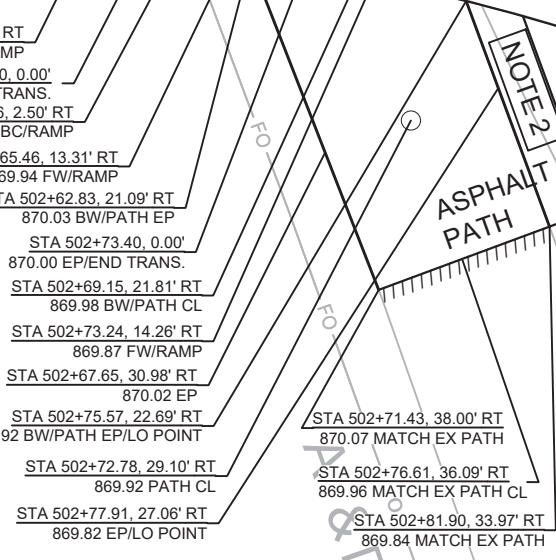 RT
MP
0, 0.00'
TRANS.
6, 2.50' RT
BC/RAMP
65.46, 13.31' RT
69.94 FW/RAMP
TA 502+62.83, 21.09' RT
870.03 BW/PATH EP
STA 502+73.40, 0.00'
870.00 EP/END TRANS.
STA 502+69.15, 21.81' RT
869.98 BW/PATH CL
STA 502+73.24, 14.26' RT
869.87 FW/RAMP
STA 502+67.65, 30.98' RT
870.02 EP
STA 502+75.57, 22.69' RT
92 BW/PATH EP/LO POINT
STA 502+72.78, 29.10' RT
869.92 PATH CL
STA 502+77.91, 27.06' RT
869.82 EP/LO POINT
FO
FO
NOTE 2
ASPHALT
PATH
STA 502+71.43, 38.00' RT
870.07 MATCH EX PATH
STA 502+76.61, 36.09' RT
869.96 MATCH EX PATH CL
STA 502+81.90, 33.97' RT
869.84 MATCH EX PATH
&
O